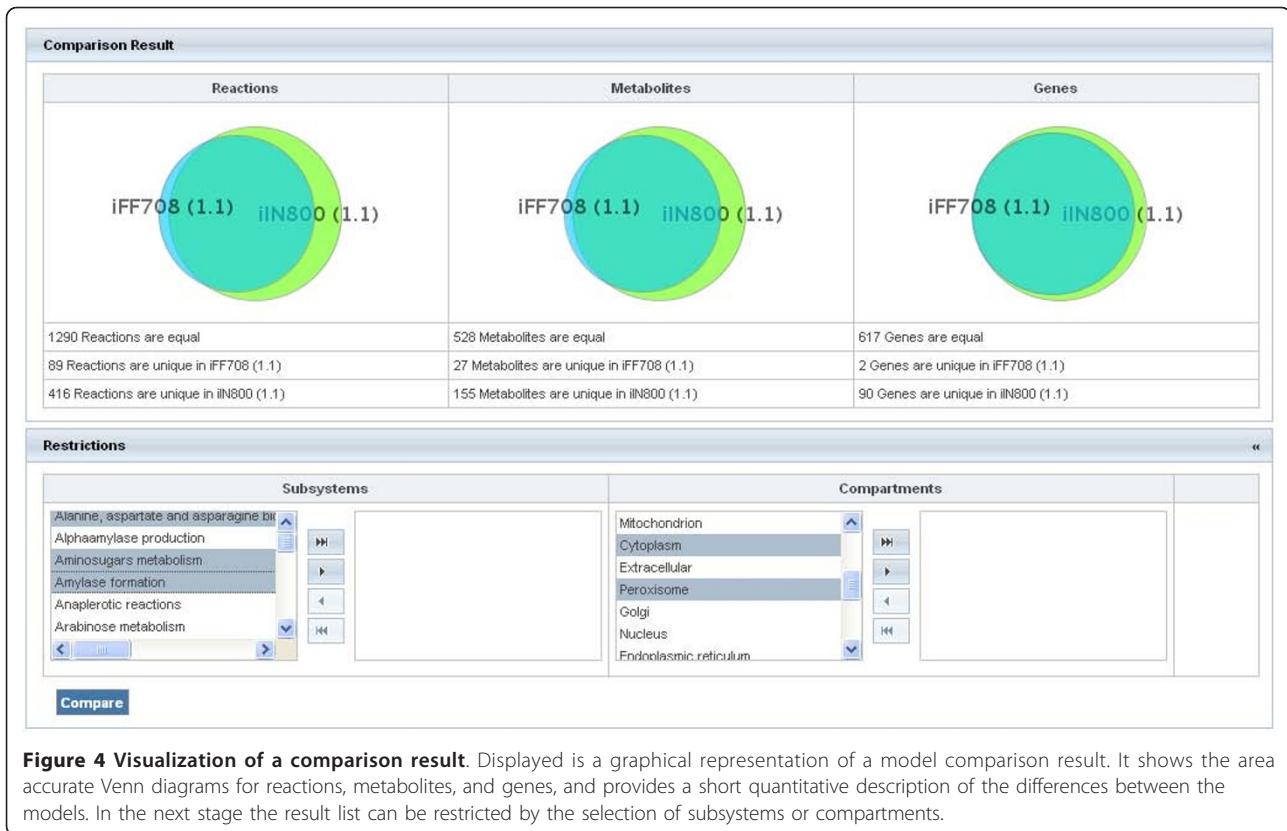 Comparison Result
Reactions
Metabolites
Genes
iFF708 (1.1)
iIN800 (1.1)
iFF708 (1.1)
iIN800 (1.1)
iFF708 (1.1)
iIN800 (1.1)
1290 Reactions are equal
528 Metabolites are equal
617 Genes are equal
89 Reactions are unique in iFF708 (1.1)
27 Metabolites are unique in iFF708 (1.1)
2 Genes are unique in iFF708 (1.1)
416 Reactions are unique in iIN800 (1.1)
155 Metabolites are unique in iIN800 (1.1)
90 Genes are unique in iIN800 (1.1)
Restrictions
«
Subsystems
Compartments
Alanine, aspartate and asparagine bio
Alphaamylase production
Aminosugars metabolism
Amylase formation
Anaplerotic reactions
Arabinose metabolism
Mitochondrion
Cytoplasm
Extracellular
Peroxisome
Golgi
Nucleus
Endoplasmic reticulum
Compare
Figure 4 Visualization of a comparison result. Displayed is a graphical representation of a model comparison result. It shows the area
accurate Venn diagrams for reactions, metabolites, and genes, and provides a short quantitative description of the differences between the
models. In the next stage the result list can be restricted by the selection of subsystems or compartments.